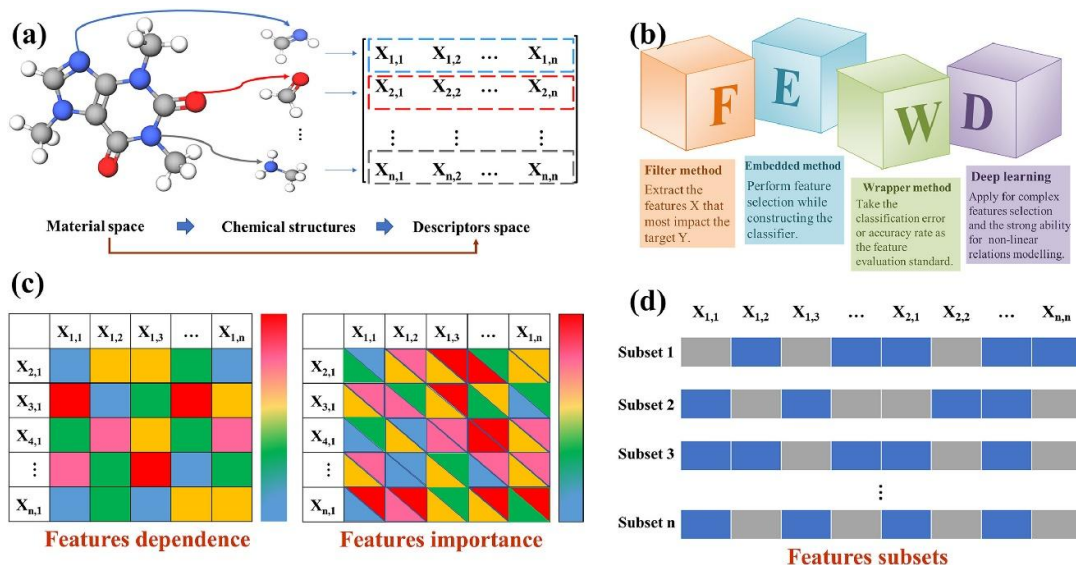 (a)
X1,1 X1,2 … X1,n
X2,1 X2,2 … X2,n
⋮
⋮ ⋮ ⋮
Xn,1 Xn,2 … Xn,n
Material space Chemical structures Descriptors space
(b)
F E W D
Filter method
Extract the
features X that
most impact the
target Y.
Embedded method
Perform feature
selection while
constructing the
classifier.
Wrapper method
Take the
classification error
or accuracy rate as
the feature
evaluation standard.
Deep learning
Apply for complex
features selection
and the strong ability
for non-linear
relations modelling.
(c)
X1,1 X1,2 X1,3 … X1,n
X2,1
X3,1
X4,1
⋮
Xn,1
Features dependence
X1,1 X1,2 X1,3 … X1,n
X2,1
X3,1
X4,1
⋮
Xn,1
Features importance
(d)
X1,1 X1,2 X1,3 … X2,1 X2,2 … Xn,n
Subset 1
Subset 2
Subset 3
⋮
Subset n
Features subsets